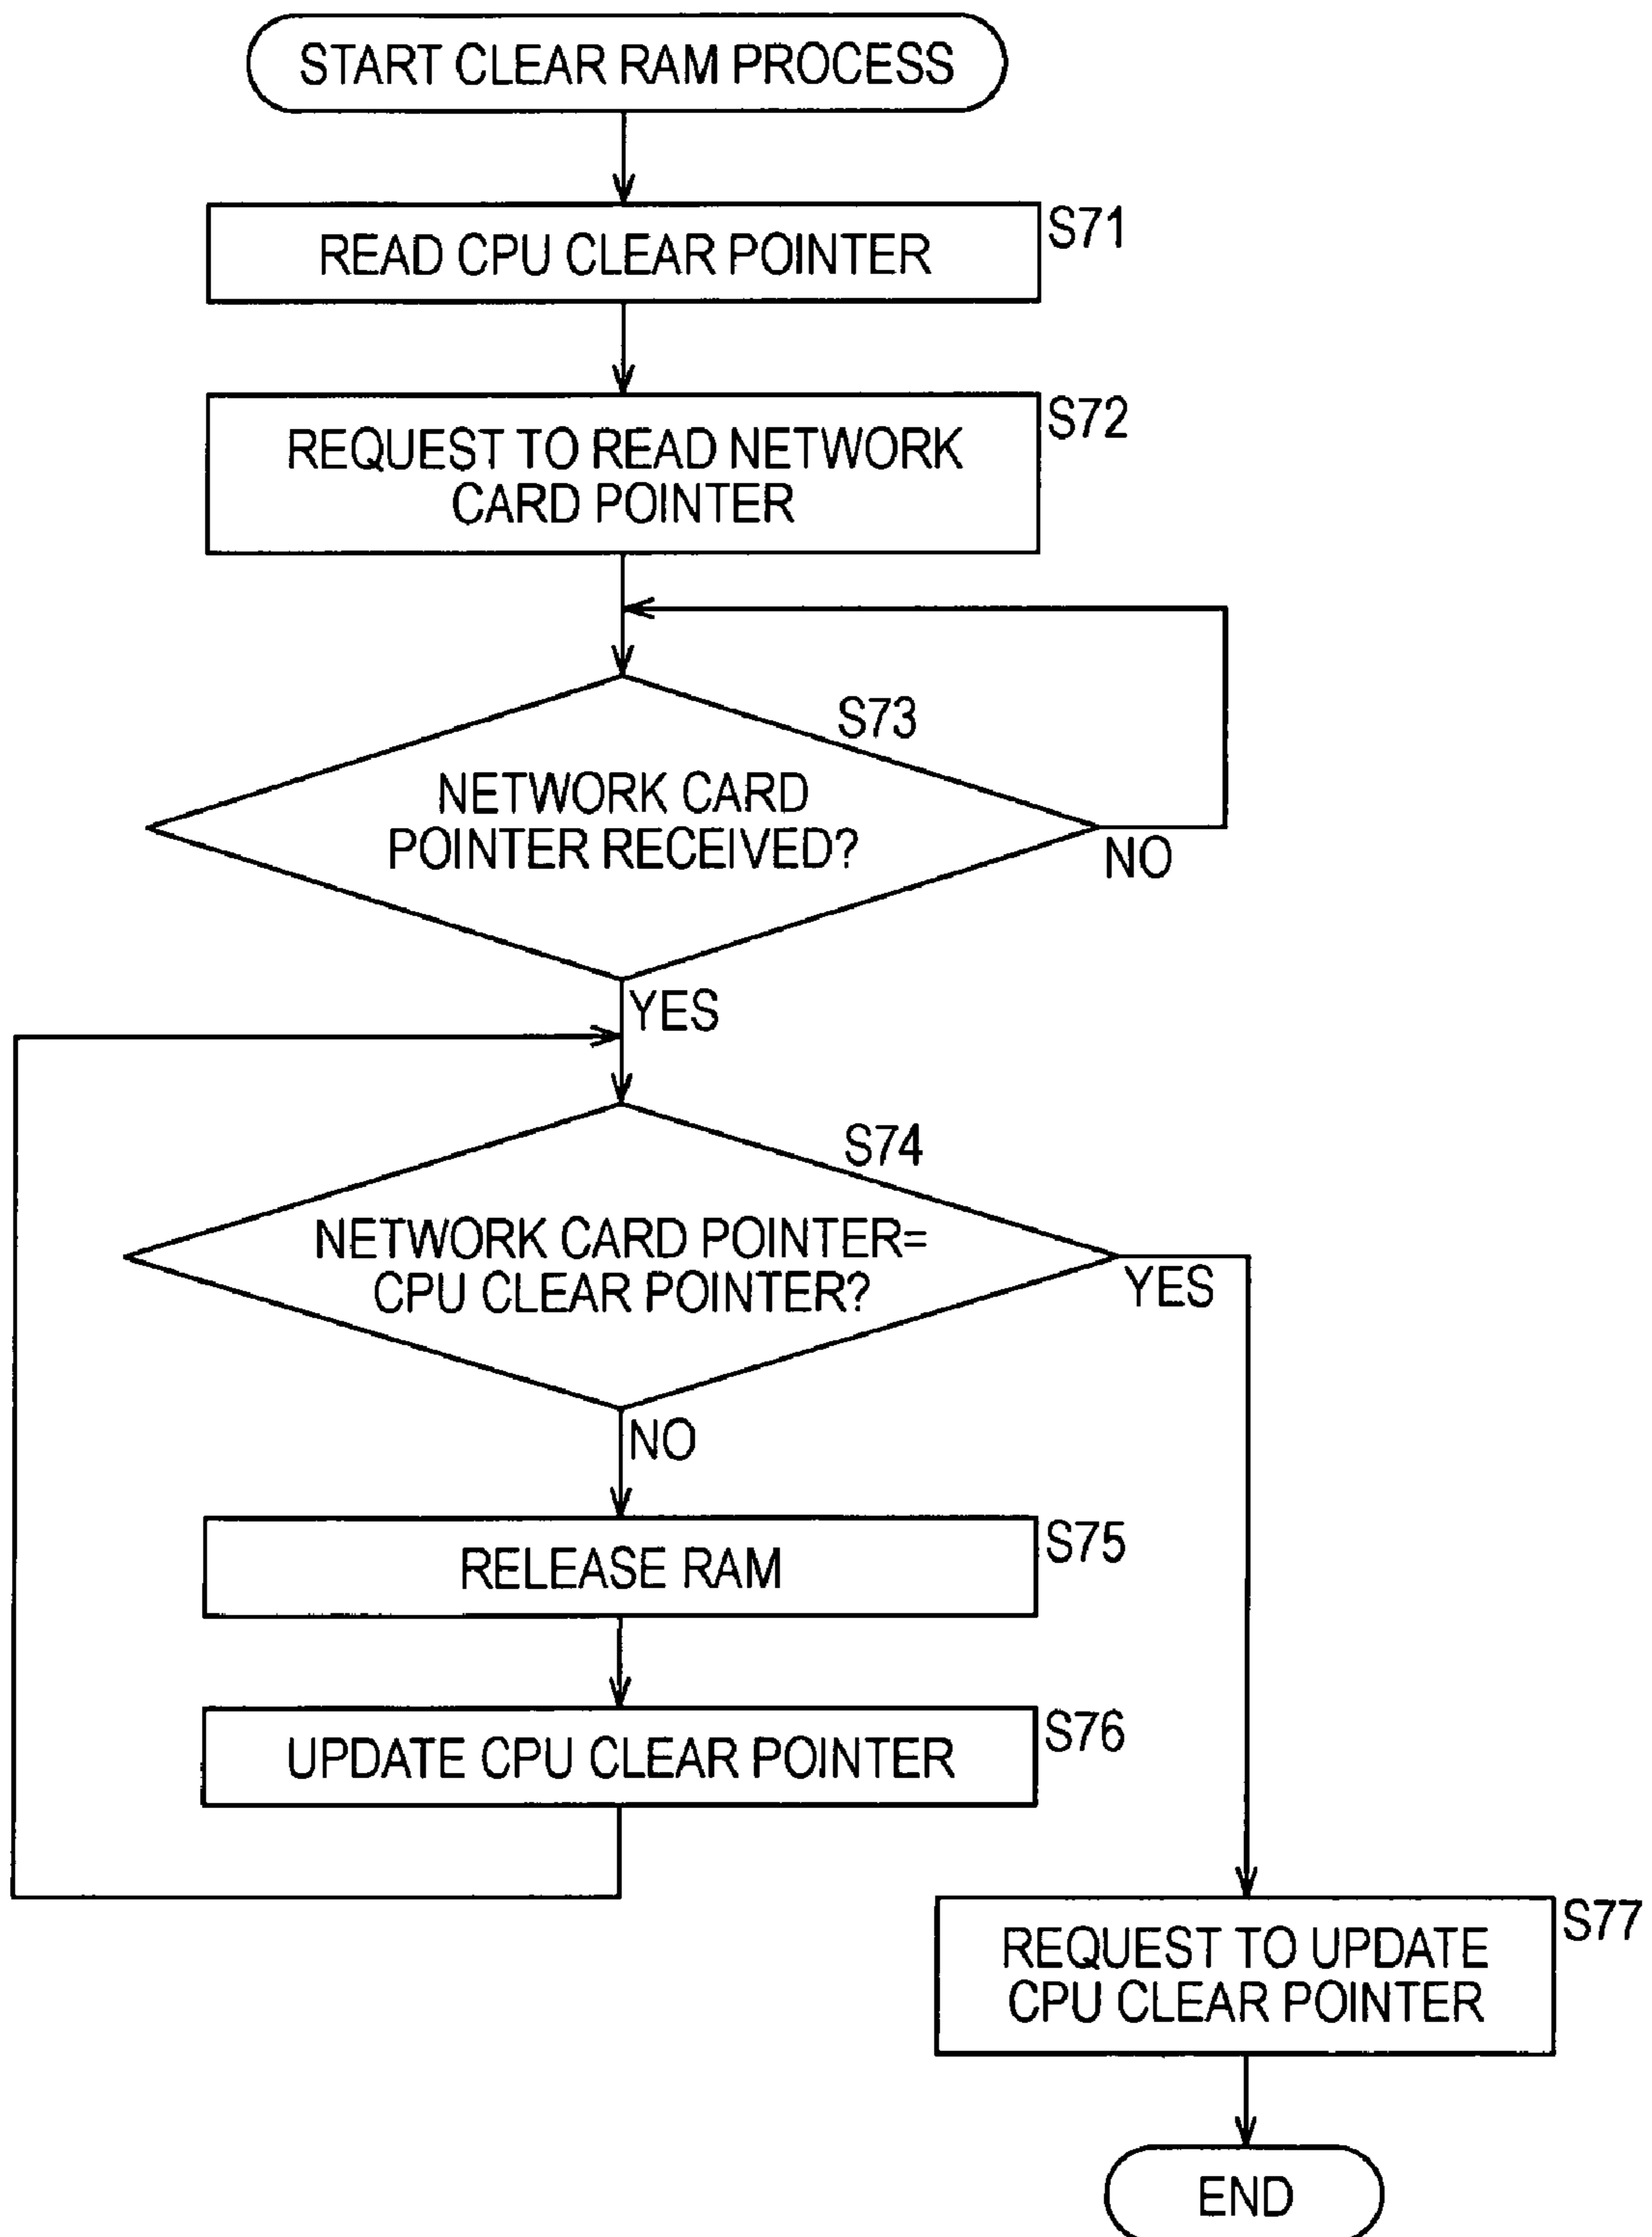 START CLEAR RAM PROCESS
READ CPU CLEAR POINTER
S71
REQUEST TO READ NETWORK
CARD POINTER
S72
S73
NETWORK CARD
POINTER RECEIVED?
NO
YES
S74
NETWORK CARD POINTER=
CPU CLEAR POINTER?
YES
NO
RELEASE RAM
S75
UPDATE CPU CLEAR POINTER
S76
REQUEST TO UPDATE
CPU CLEAR POINTER
S77
END